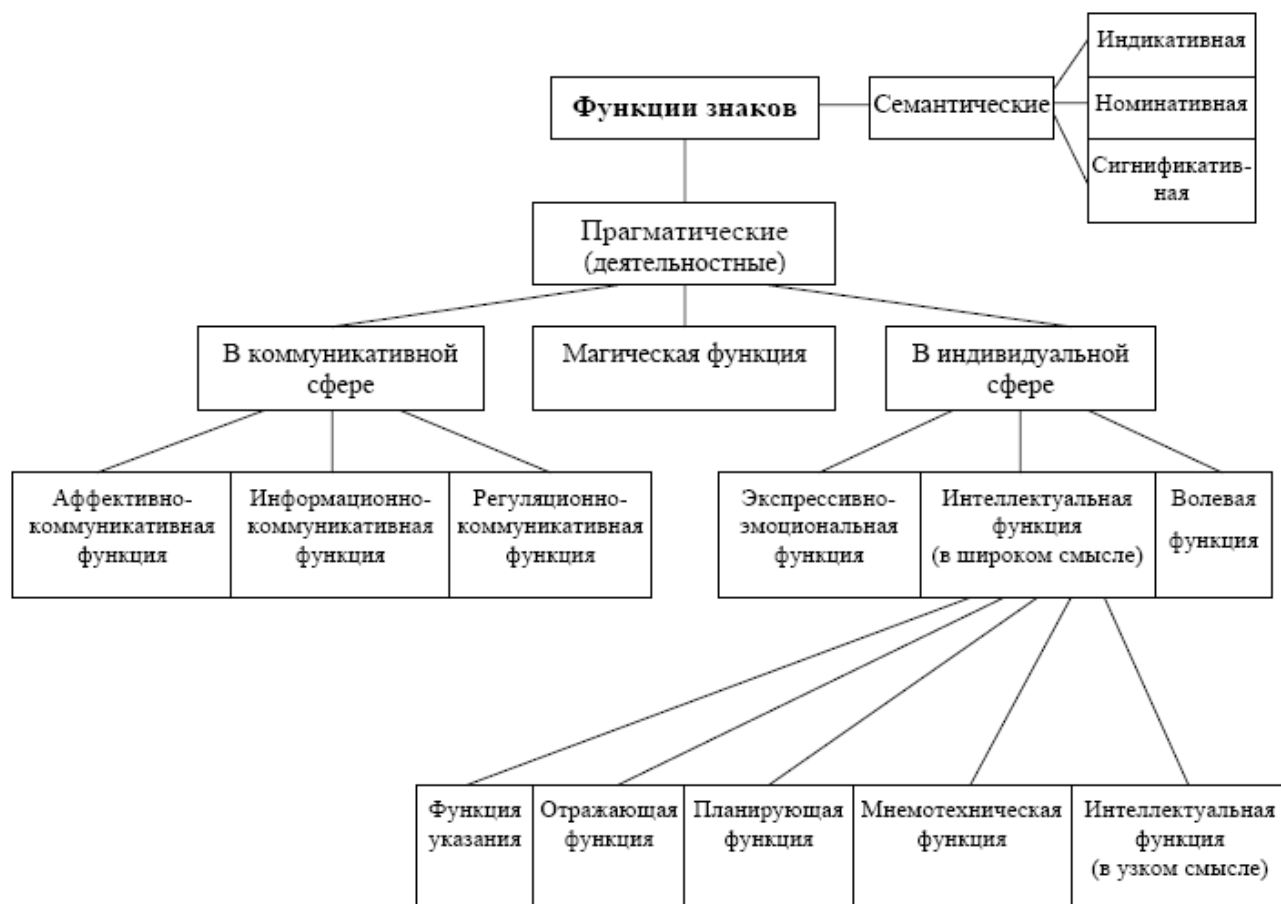 Индикативная
Функции знаков
Семантические
Номинативная
Сигнификатив-
ная
Прагматические
(деятельностные)
В коммуникативной
сфере
Магическая функция
В индивидуальной
сфере
Аффективно-
коммуникативная
функция
Информационно-
коммуникативная
функция
Регуляционно-
коммуникативная
функция
Экспрессивно-
эмоциональная
функция
Интеллектуальная
функция
(в широком смысле)
Волевая
функция
Функция
указания
Отражающая
функция
Планирующая
функция
Мнемотехническая
функция
Интеллектуальная
функция
(в узком смысле)